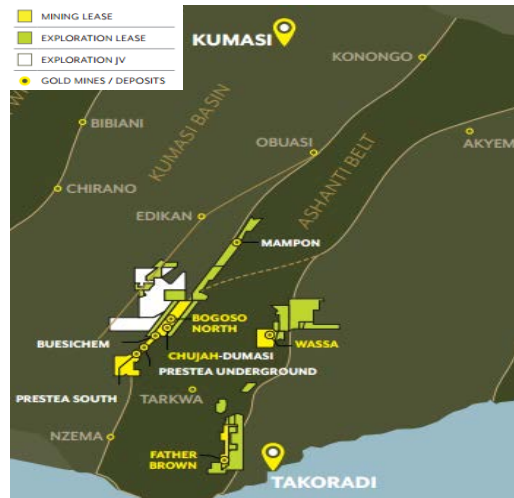 MINING LEASE
EXPLORATION LEASE
EXPLORATION JV
GOLD MINES / DEPOSITS
KUMASI
KONONGO
BIBIANI
KUMASI BASIN
OBUASI
ASHANTI BELT
AKYEM
CHIRANO
EDIKAN
MAMPON
BOGOSO
NORTH
BUESICHEM
WASSA
CHUJAH-DUMASI
PRESTEA UNDERGROUND
PRESTEA SOUTH
TARKWA
NZEMA
FATHER
BROWN
TAKORADI